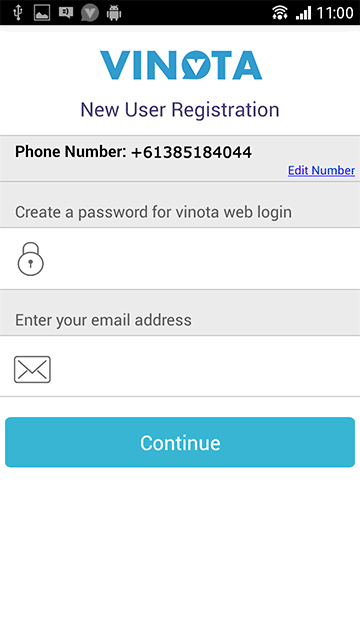 11:00
VINOTA
New User Registration
Phone Number: +61385184044
Edit Number
Create a password for vinota web login
Enter your email address
Continue